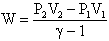 W = P₂V₂ − P₁V₁ / γ − 1